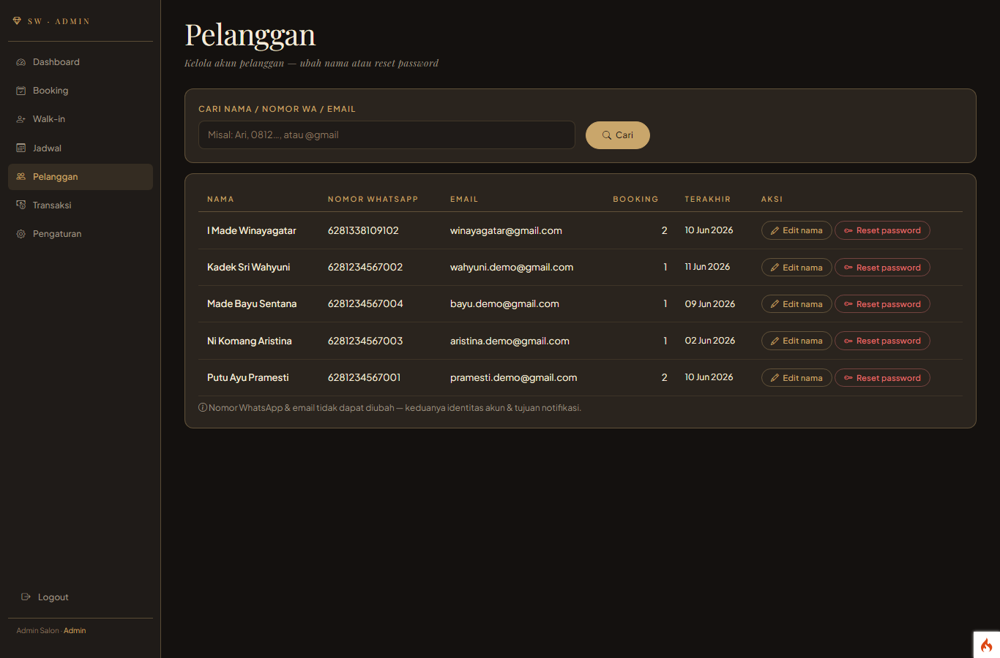 SW · ADMIN
Dashboard
Booking
Walk-in
Jadwal
Pelanggan
Transaksi
Pengaturan
Logout
Admin Salon · Admin
Pelanggan
Kelola akun pelanggan — ubah nama atau reset password
CARI NAMA / NOMOR WA / EMAIL
Misal: Ari, 0812…, atau @gmail
Cari
NAMA NOMOR WHATSAPP EMAIL BOOKING TERAKHIR AKSI
I Made Winayagatar 6281338109102 winayagatar@gmail.com 2 10 Jun 2026 Edit nama Reset password
Kadek Sri Wahyuni 6281234567002 wahyuni.demo@gmail.com 1 11 Jun 2026 Edit nama Reset password
Made Bayu Sentana 6281234567004 bayu.demo@gmail.com 1 09 Jun 2026 Edit nama Reset password
Ni Komang Aristina 6281234567003 aristina.demo@gmail.com 1 02 Jun 2026 Edit nama Reset password
Putu Ayu Pramesti 6281234567001 pramesti.demo@gmail.com 2 10 Jun 2026 Edit nama Reset password
Nomor WhatsApp & email tidak dapat diubah — keduanya identitas akun & tujuan notifikasi.